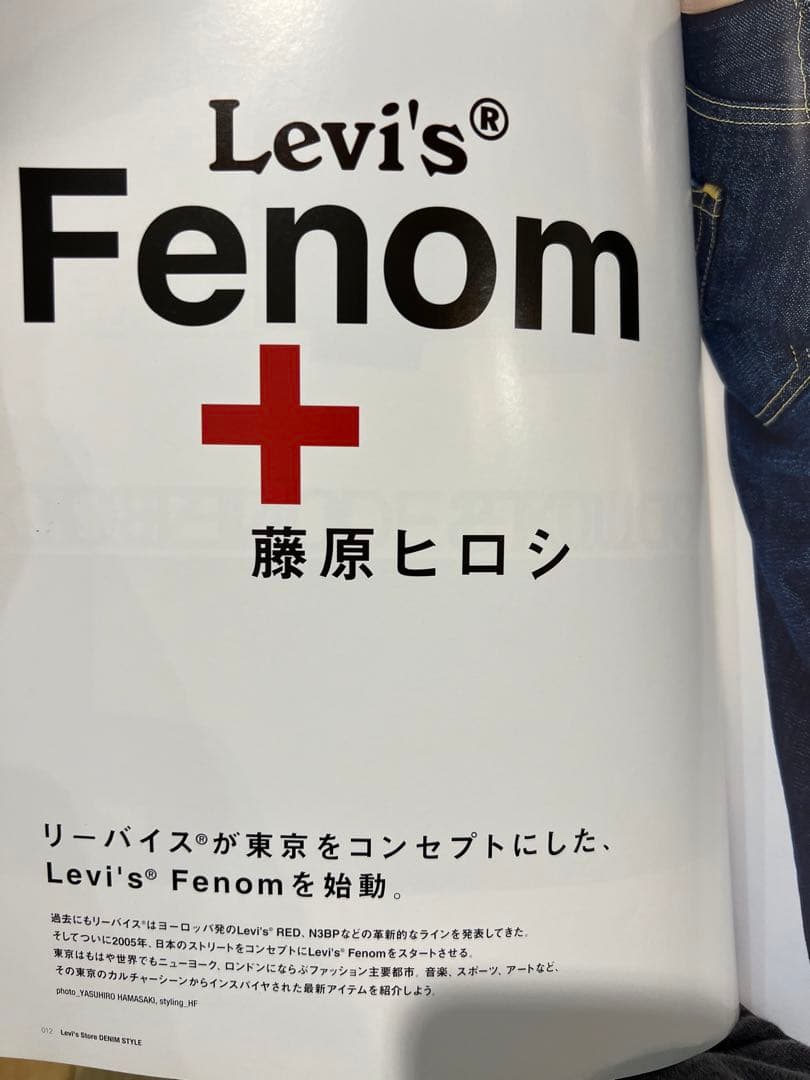 Levi's®
Fenom
+
藤原ヒロシ
リーバイス®が東京をコンセプトにした、
Levi's® Fenomを始動。
過去にもリーバイス®はヨーロッパ発のLevi's® RED、N3BPなどの革新的なラインを発表してきた。
そしてついに2005年、日本のストリートをコンセプトにLevi's® Fenomをスタートさせる。
東京はもはや世界でもニューヨーク、ロンドンにならぶファッション主要都市。音楽、スポーツ、アートなど、
その東京のカルチャーシーンからインスパイヤされた最新アイテムを紹介しよう。
photo_YASUHIRO HAMASAKI, styling_HF
012 Levi's Store DENIM STYLE